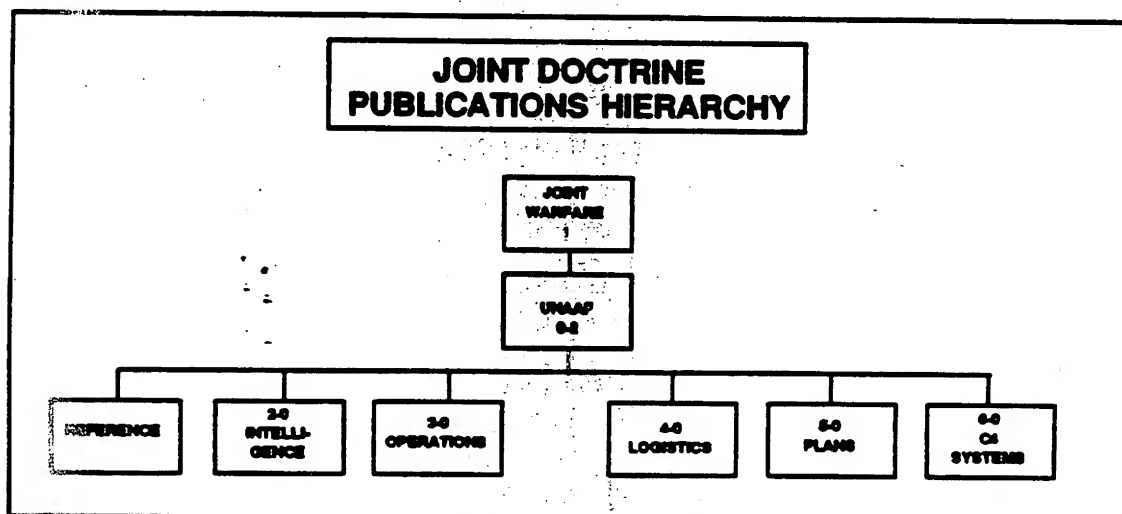 JOINT DOCTRINE
PUBLICATIONS HIERARCHY
JOINT
WARFARE
1
UNAAF
0-2
REFERENCE
2-0
INTELLI-
GENCE
3-0
OPERATIONS
4-0
LOGISTICS
5-0
PLANS
6-0
C4
SYSTEMS